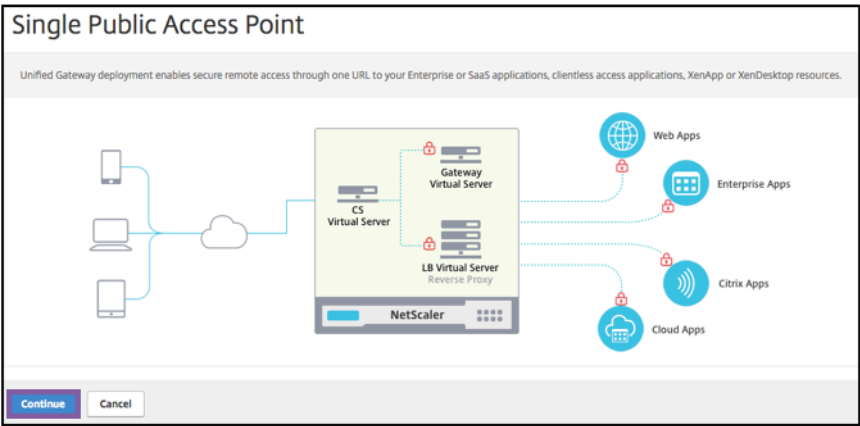 Single Public Access Point
Unified Gateway deployment enables secure remote access through one URL to your Enterprise or SaaS applications, clientless access applications, XenApp or XenDesktop resources.
Web Apps
Gateway
Virtual Server
Enterprise Apps
CS
Virtual Server
LB Virtual Server
Reverse Proxy
Citrix Apps
NetScaler
Cloud Apps
Continue
Cancel